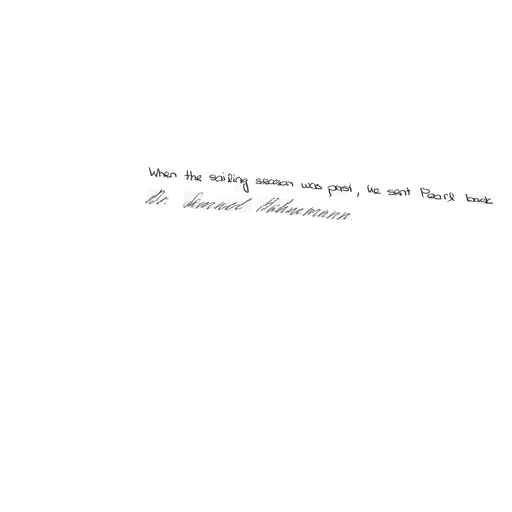 When the sailing season was past, he sent Pearl back
Dr. Samuel Hahnemann.